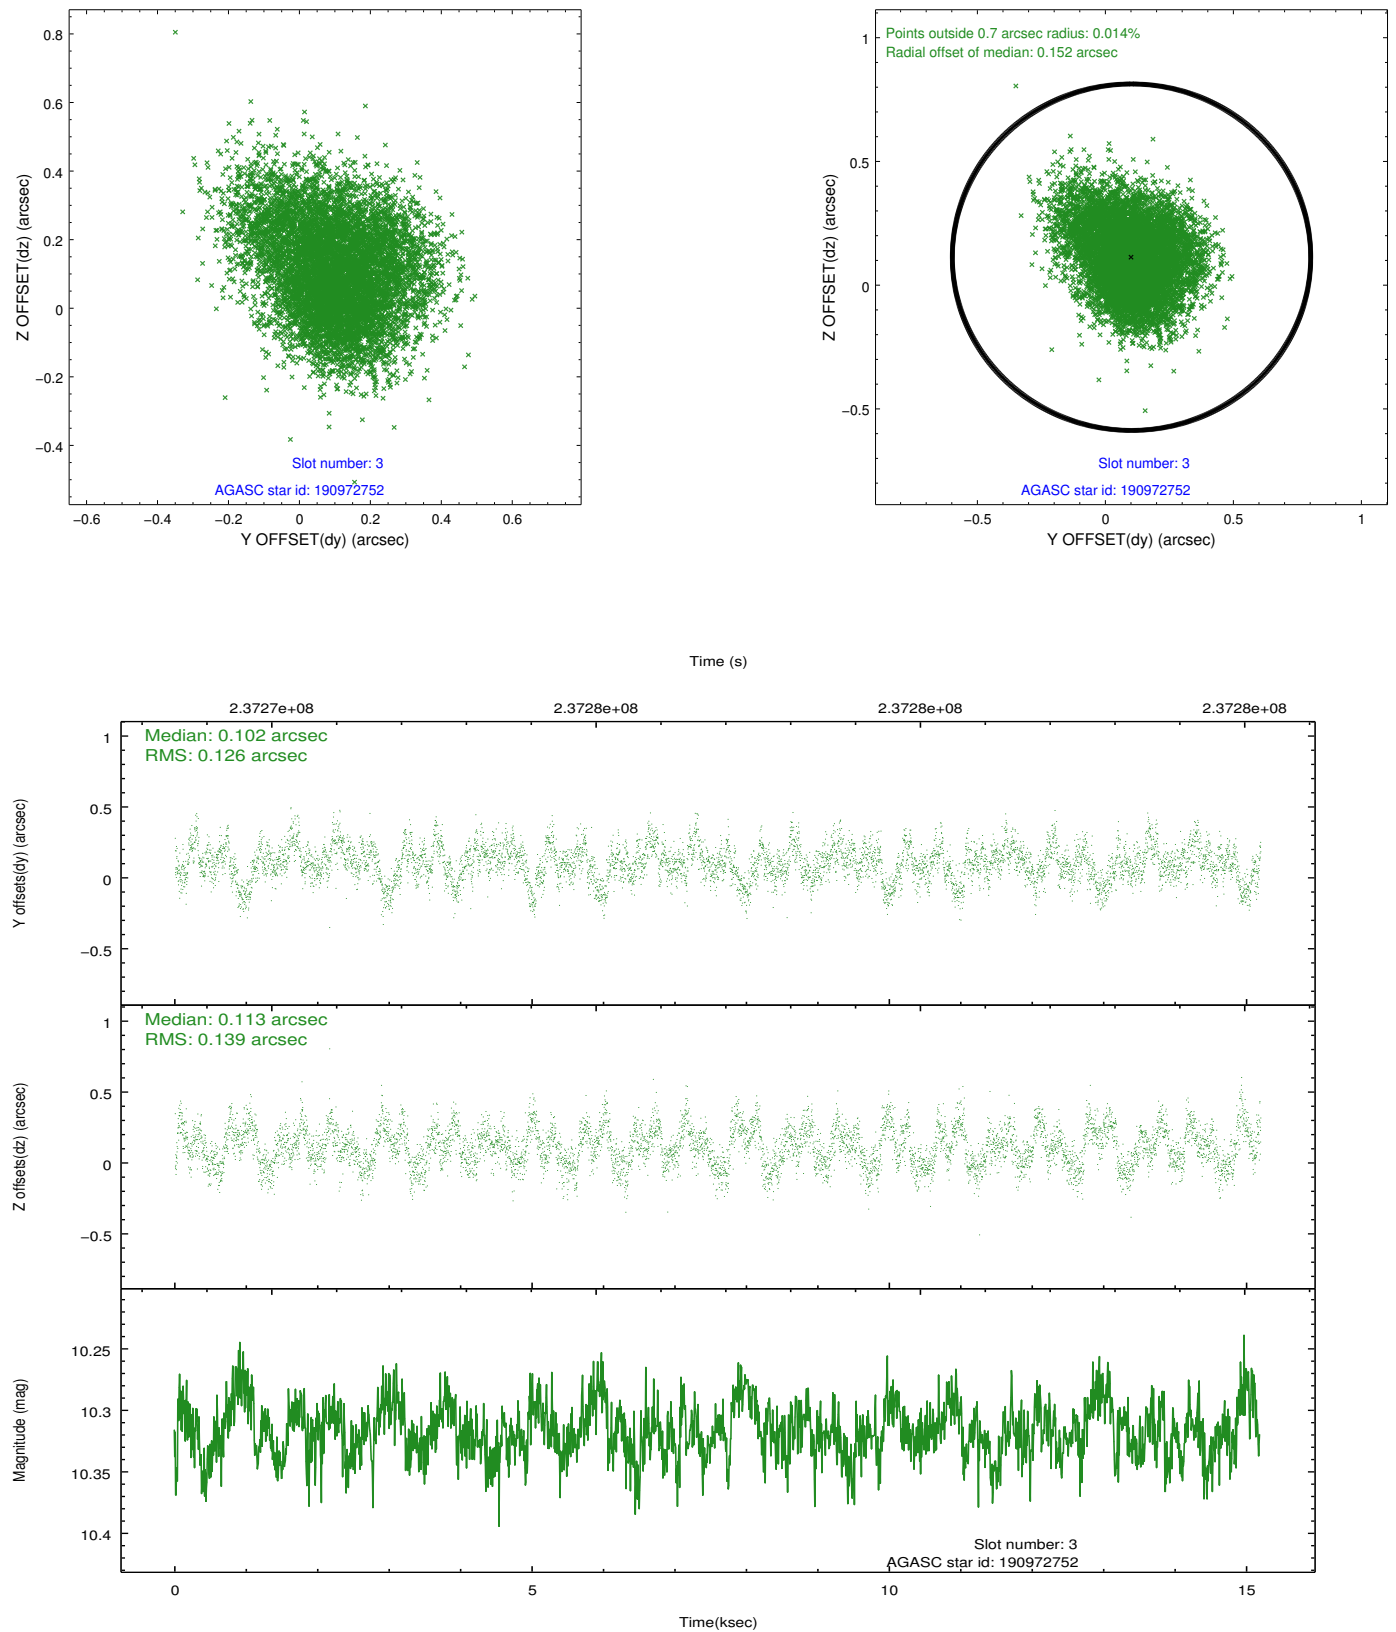 0.8
0.6
0.4
0.2
0
−0.2
−0.4
Z OFFSET(dz) (arcsec)
Slot number: 3
AGASC star id: 190972752
−0.6 −0.4 −0.2 0 0.2 0.4 0.6
Y OFFSET(dy) (arcsec)
Points outside 0.7 arcsec radius: 0.014%
Radial offset of median: 0.152 arcsec
1
0.5
0
−0.5
Z OFFSET(dz) (arcsec)
Slot number: 3
AGASC star id: 190972752
−0.5 0 0.5 1
Y OFFSET(dy) (arcsec)
Time (s)
2.3727e+08 2.3728e+08 2.3728e+08 2.3728e+08
Median: 0.102 arcsec
RMS: 0.126 arcsec
1
0.5
0
−0.5
Y offsets(dy) (arcsec)
Median: 0.113 arcsec
RMS: 0.139 arcsec
1
0.5
0
−0.5
Z offsets(dz) (arcsec)
10.25
10.3
10.35
10.4
Magnitude (mag)
Slot number: 3
AGASC star id: 190972752
0 5 10 15
Time(ksec)